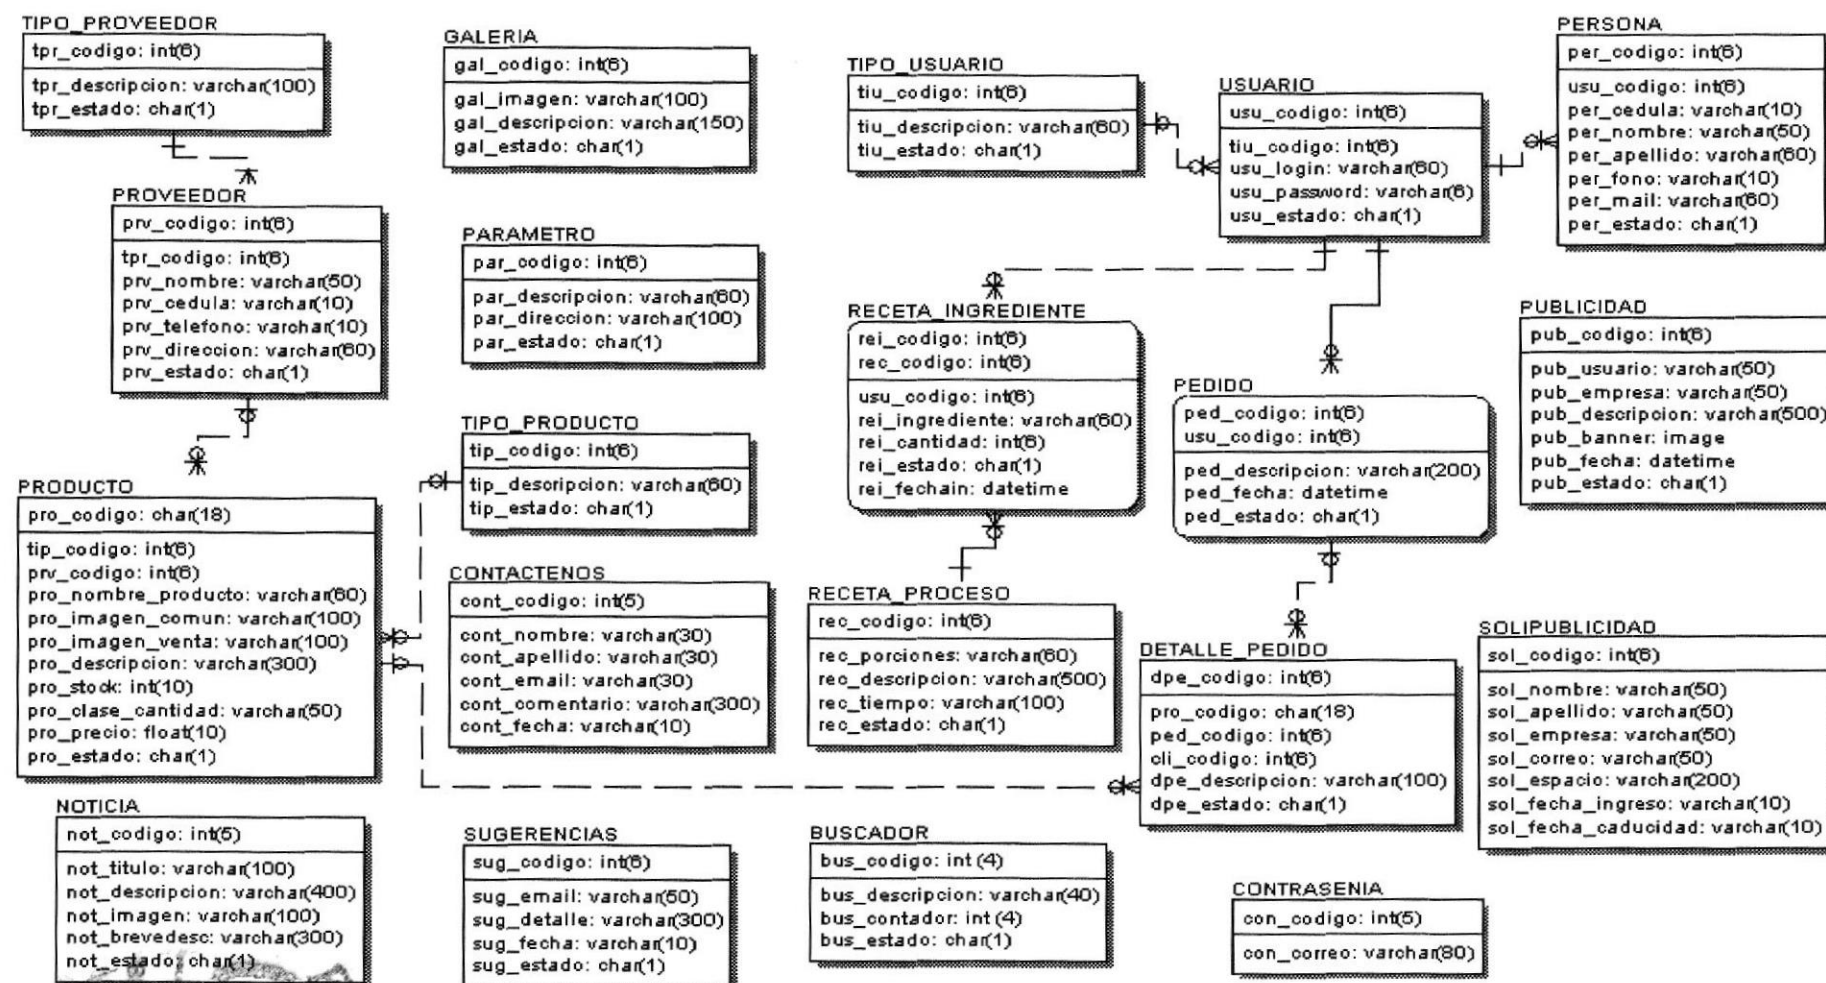 TIPO_PROVEEDOR
tpr_codigo: int(6)
tpr_descripcion: varchar(100)
tpr_estado: char(1)
GALERIA
gal_codigo: int(6)
gal_imagen: varchar(100)
gal_descripcion: varchar(150)
gal_estado: char(1)
TIPO_USUARIO
tiu_codigo: int(6)
tiu_descripcion: varchar(60)
tiu_estado: char(1)
USUARIO
usu_codigo: int(6)
tiu_codigo: int(6)
usu_login: varchar(60)
usu_password: varchar(6)
usu_estado: char(1)
PERSONA
per_codigo: int(6)
usu_codigo: int(6)
per_cedula: varchar(10)
per_nombre: varchar(50)
per_apellido: varchar(60)
per_fono: varchar(10)
per_mail: varchar(60)
per_estado: char(1)
PROVEEDOR
prv_codigo: int(6)
tpr_codigo: int(6)
prv_nombre: varchar(50)
prv_cedula: varchar(10)
prv_telefono: varchar(10)
prv_direccion: varchar(60)
prv_estado: char(1)
PARAMETRO
par_codigo: int(6)
par_descripcion: varchar(60)
par_direccion: varchar(100)
par_estado: char(1)
RECETA_INGREDIENTE
rei_codigo: int(6)
rec_codigo: int(6)
usu_codigo: int(6)
rei_ingrediente: varchar(60)
rei_cantidad: int(6)
rei_estado: char(1)
rei_fechain: datetime
PEDIDO
ped_codigo: int(6)
usu_codigo: int(6)
ped_descripcion: varchar(200)
ped_fecha: datetime
ped_estado: char(1)
PUBLICIDAD
pub_codigo: int(6)
pub_usuario: varchar(50)
pub_empresa: varchar(50)
pub_descripcion: varchar(500)
pub_banner: image
pub_fecha: datetime
pub_estado: char(1)
TIPO_PRODUCTO
tip_codigo: int(6)
tip_descripcion: varchar(60)
tip_estado: char(1)
PRODUCTO
pro_codigo: char(18)
tip_codigo: int(6)
prv_codigo: int(6)
pro_nombre_producto: varchar(60)
pro_imagen_comun: varchar(100)
pro_imagen_venta: varchar(100)
pro_descripcion: varchar(300)
pro_stock: int(10)
pro_clase_cantidad: varchar(50)
pro_precio: float(10)
pro_estado: char(1)
CONTACTENOS
cont_codigo: int(5)
cont_nombre: varchar(30)
cont_apellido: varchar(30)
cont_email: varchar(30)
cont_comentario: varchar(300)
cont_fecha: varchar(10)
RECETA_PROCESO
rec_codigo: int(6)
rec_porciones: varchar(60)
rec_descripcion: varchar(500)
rec_tiempo: varchar(100)
rec_estado: char(1)
DETALLE_PEDIDO
dpe_codigo: int(6)
pro_codigo: char(18)
ped_codigo: int(6)
cli_codigo: int(6)
dpe_descripcion: varchar(100)
dpe_estado: char(1)
SOLIPUBLICIDAD
sol_codigo: int(6)
sol_nombre: varchar(50)
sol_apellido: varchar(50)
sol_empresa: varchar(50)
sol_correo: varchar(50)
sol_espacio: varchar(200)
sol_fecha_ingreso: varchar(10)
sol_fecha_caducidad: varchar(10)
NOTICIA
not_codigo: int(5)
not_titulo: varchar(100)
not_descripcion: varchar(400)
not_imagen: varchar(100)
not_brevedesc: varchar(300)
not_estado: char(1)
SUGERENCIAS
sug_codigo: int(6)
sug_email: varchar(50)
sug_detalle: varchar(300)
sug_fecha: varchar(10)
sug_estado: char(1)
BUSCADOR
bus_codigo: int (4)
bus_descripcion: varchar(40)
bus_contador: int (4)
bus_estado: char(1)
CONTRASENIA
con_codigo: int(5)
con_correo: varchar(80)